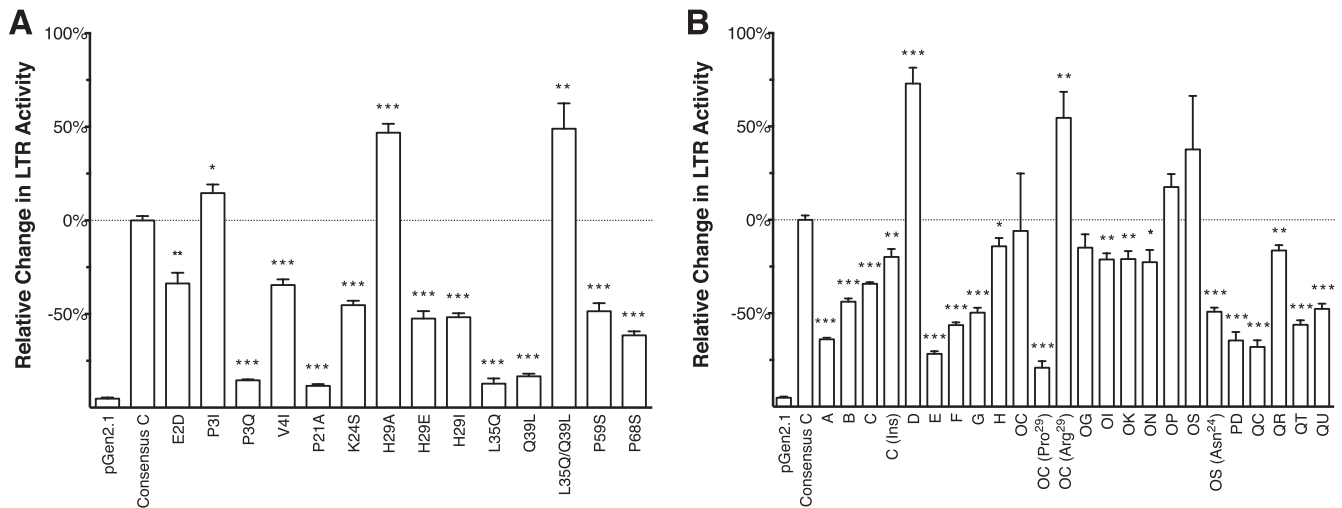 A
Relative Change in LTR Activity
100%
50%
0%
-50%
**
*
***
***
***
***
***
***
***
***
***
**
***
***
pGen2.1
Consensus C
E2D
P3I
P3Q
V4I
P21A
K24S
H29A
H29E
H29I
L35Q
Q39L
L35Q/Q39L
P59S
P68S
B
Relative Change in LTR Activity
100%
50%
0%
-50%
***
***
***
**
***
***
***
***
*
***
**
**
**
*
***
***
***
**
***
***
pGen2.1
Consensus C
A
B
C
C (Ins)
D
E
F
G
H
OC
OC (Pro29)
OC (Arg29)
OG
OI
OK
ON
OP
OS
OS (Asn24)
PD
QC
QR
QT
QU